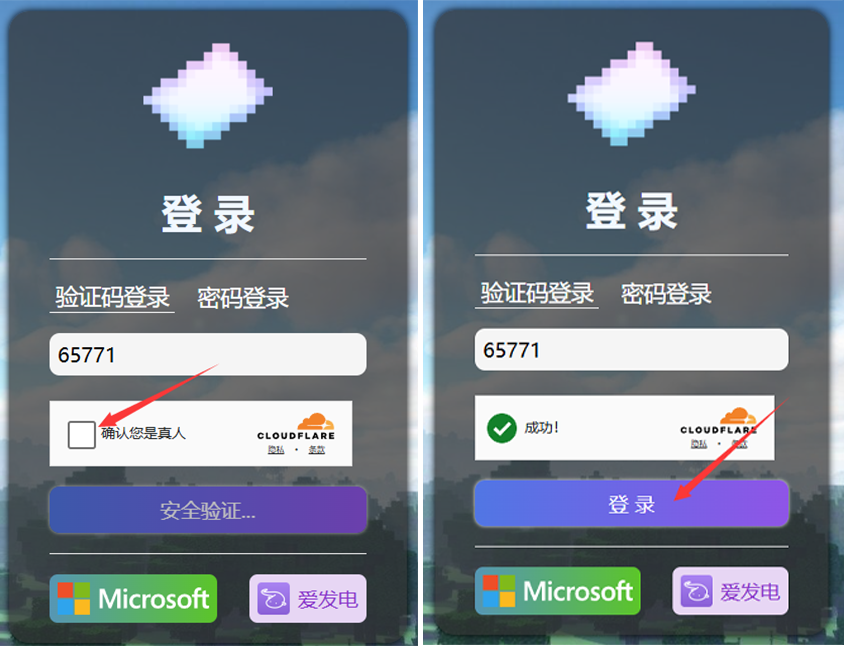 登 录
验证码登录 密码登录
65771
确认您是真人
CLOUDFLARE
隐私 • 条款
安全验证...
Microsoft 爱发电
登 录
验证码登录 密码登录
65771
成功!
CLOUDFLARE
隐私 • 条款
登 录
Microsoft 爱发电